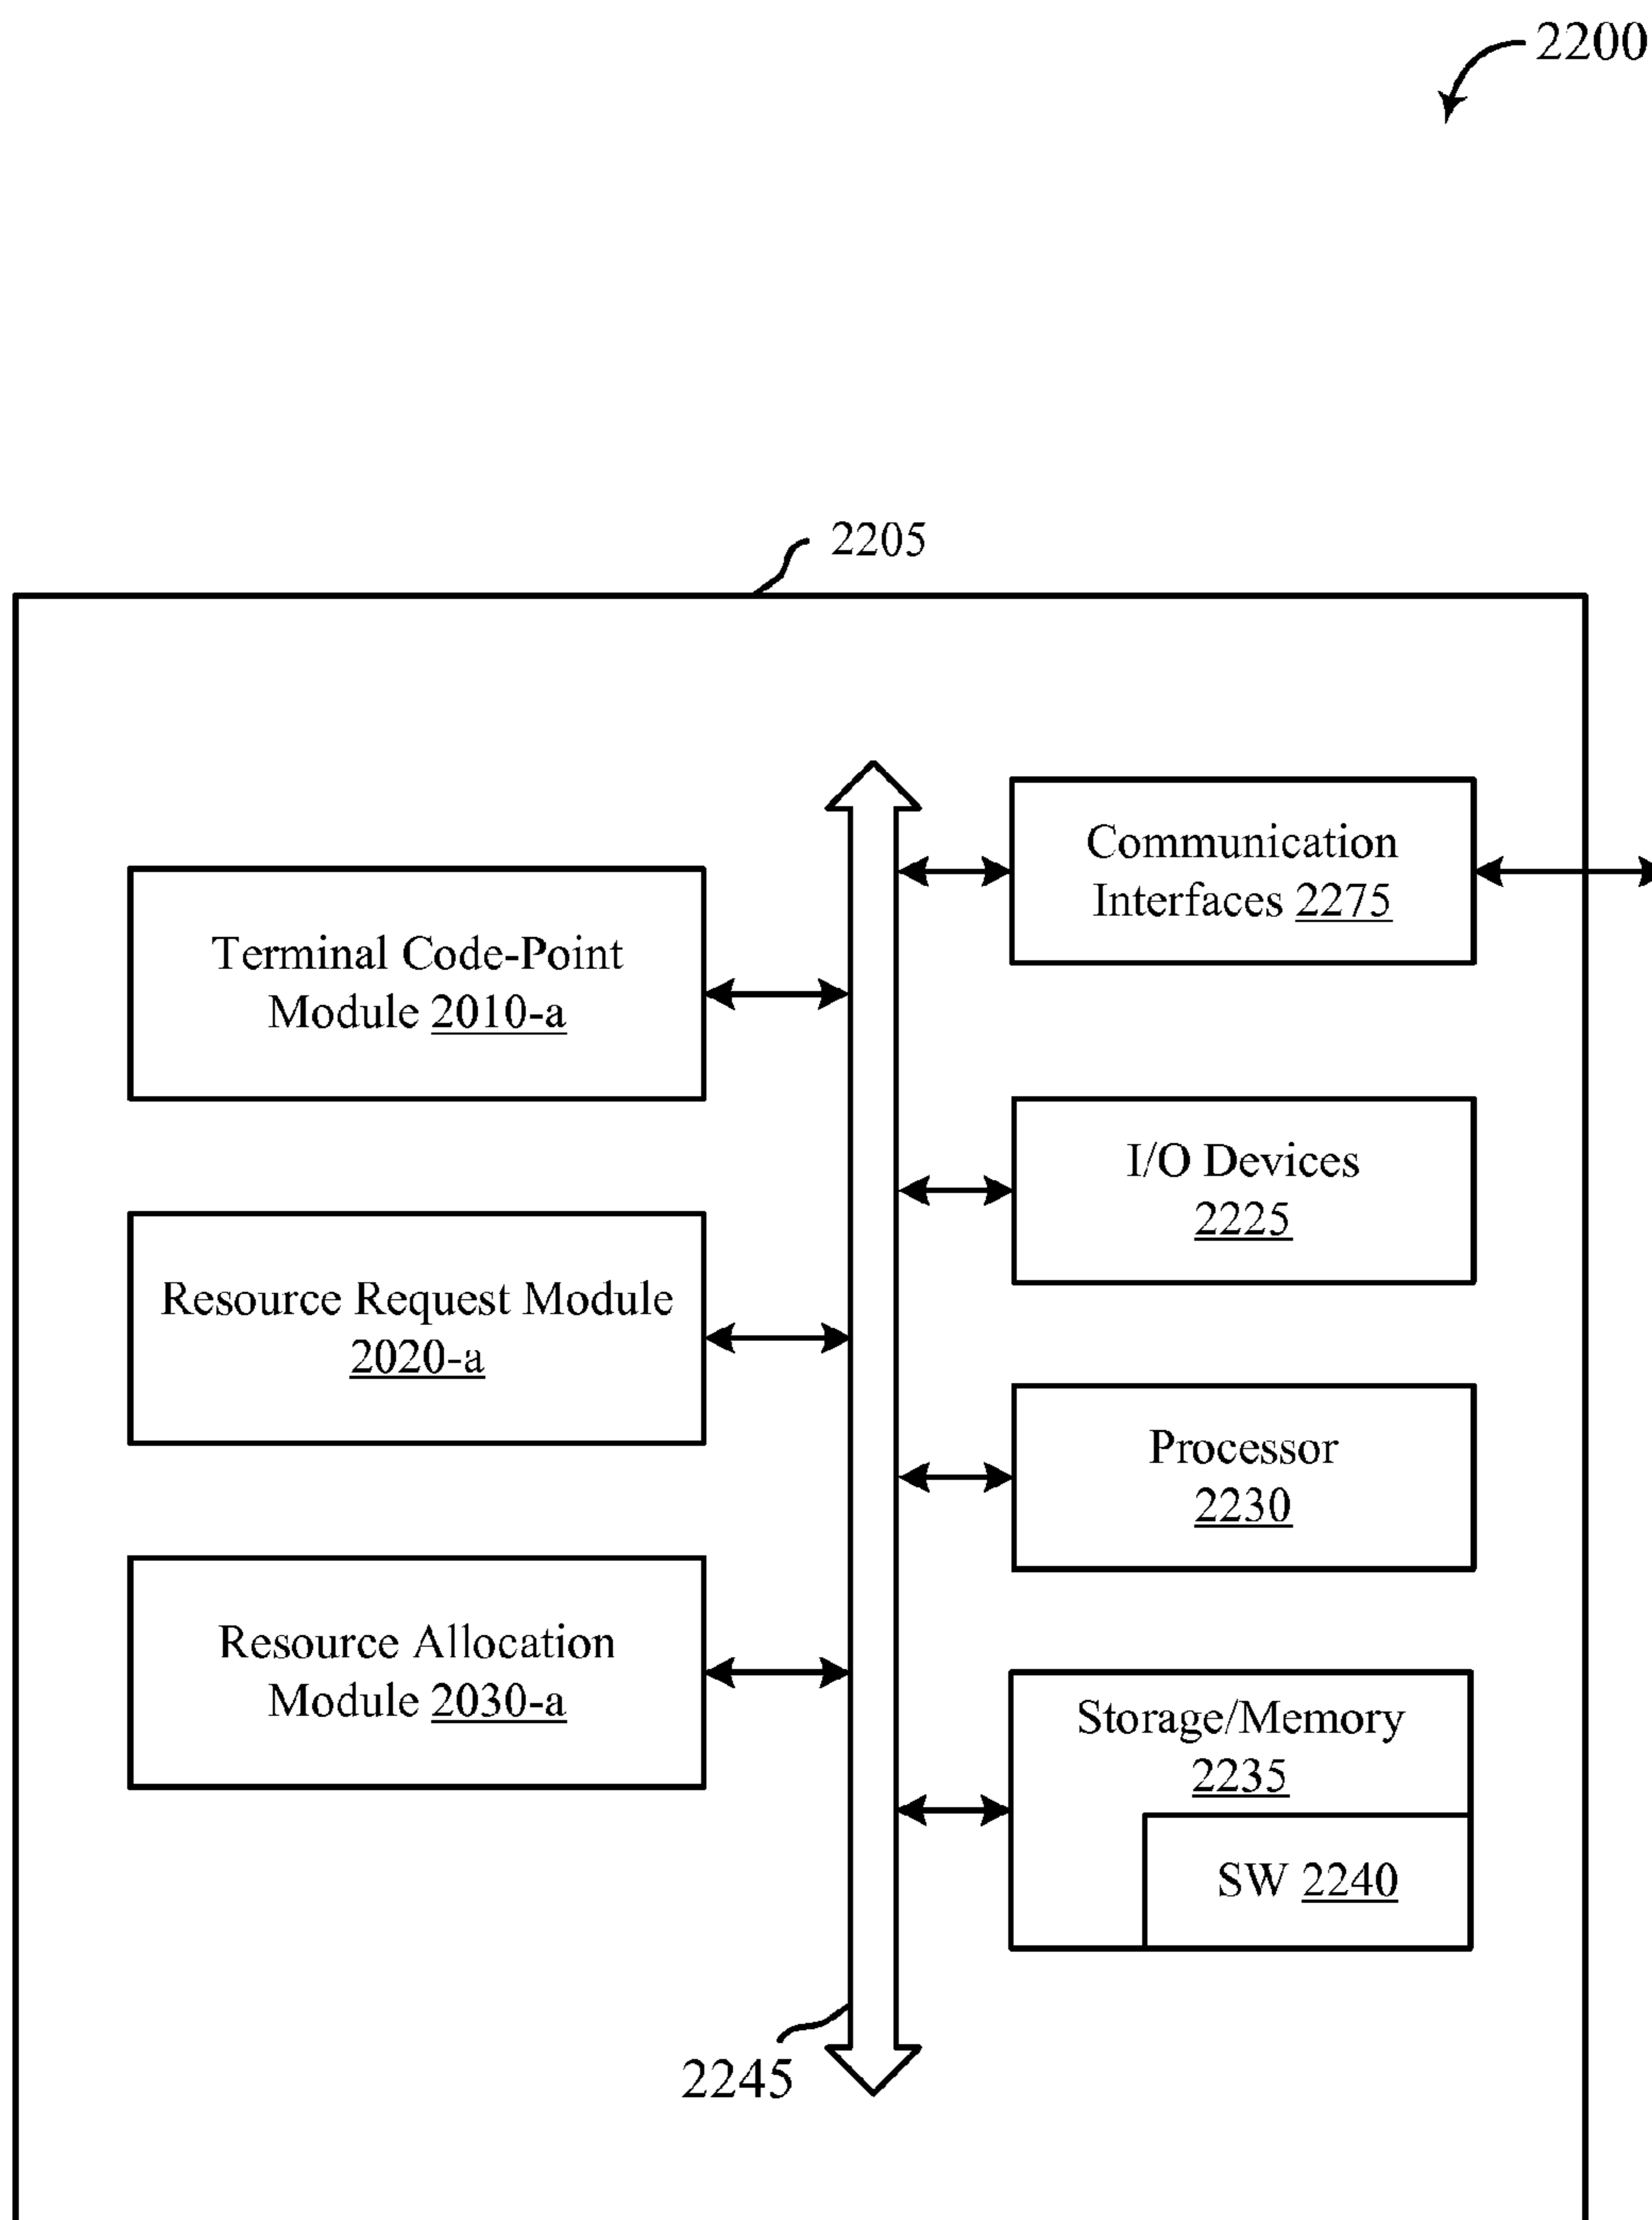 2200
2205
Communication
Interfaces 2275
Terminal Code-Point
Module 2010-a
I/O Devices
2225
Resource Request Module
2020-a
Processor
2230
Resource Allocation
Module 2030-a
Storage/Memory
2235
SW 2240
2245